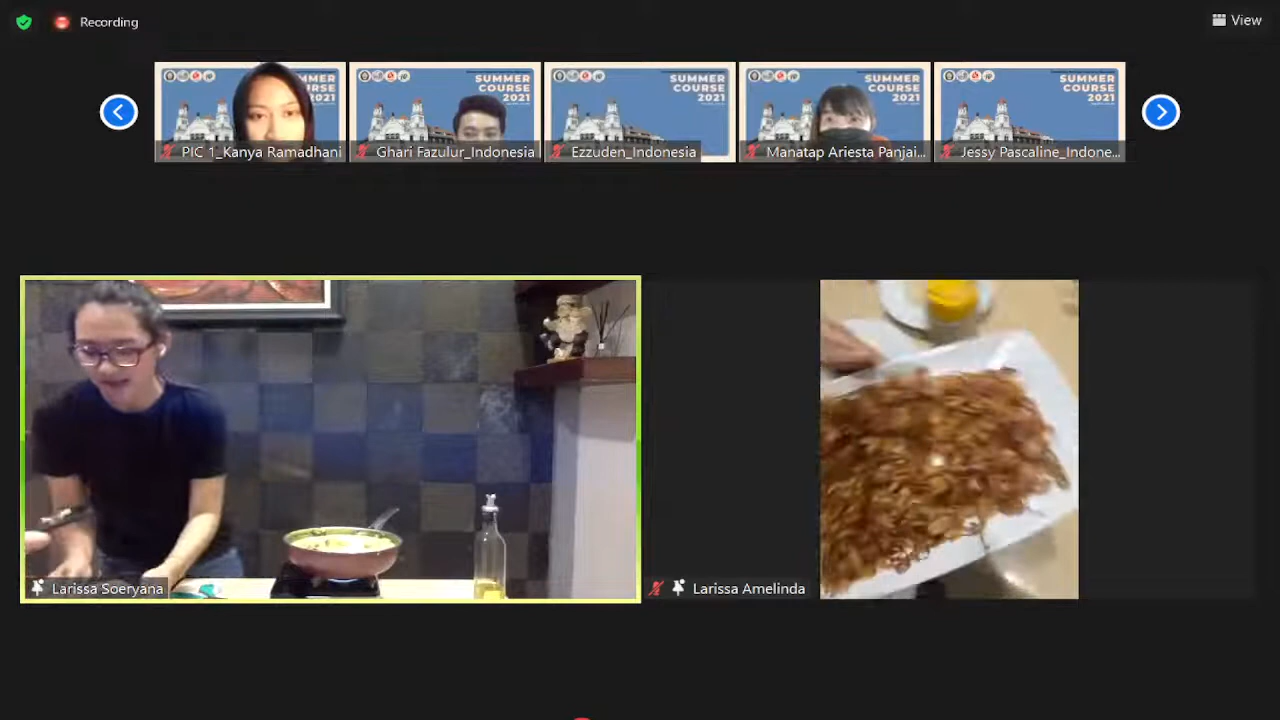 Recording
View
SUMMER
COURSE
2021
SUMMER
COURSE
2021
SUMMER
COURSE
2021
SUMMER
COURSE
2021
SUMMER
COURSE
2021
PIC 1_Kanya Ramadhani
Ghari Fazulur_Indonesia
Ezzuden_Indonesia
Manatap Ariesta Panjai...
Jessy Pascaline_Indone...
Larissa Soeryana
Larissa Amelinda